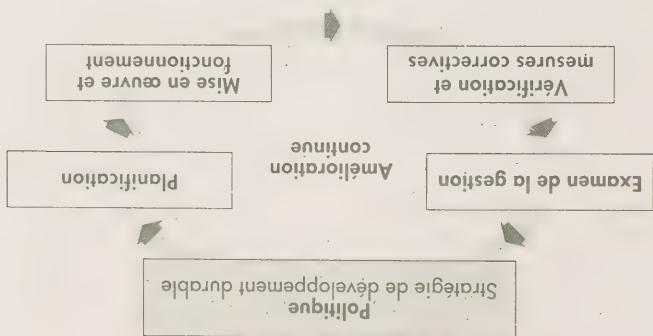 Politique
Stratégie de développement durable
Examen de la gestion
Planification
Amélioration
continue
Vérification et
mesures correctives
Mise en œuvre et
fonctionnement